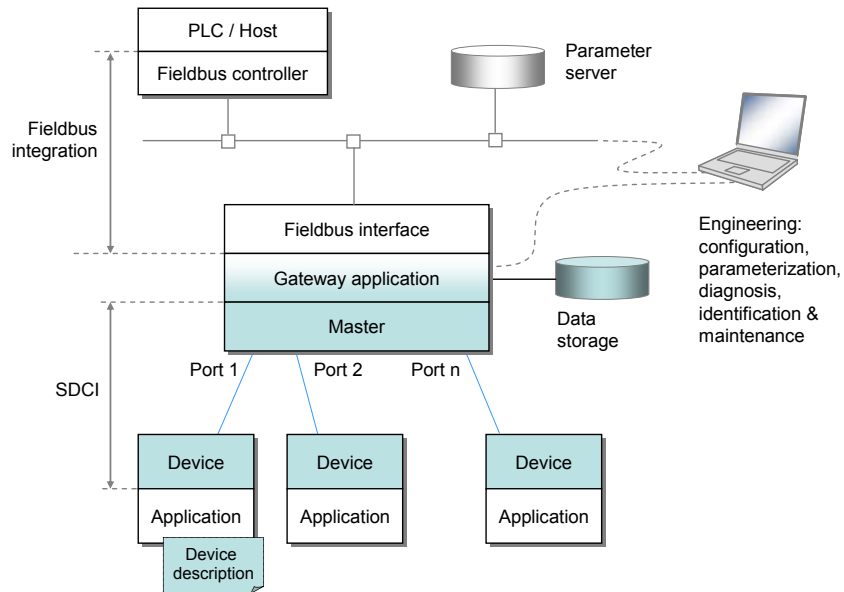 PLC / Host
Fieldbus controller
Parameter
server
Fieldbus
integration
Fieldbus interface
Gateway application
Master
Data
storage
Engineering:
configuration,
parameterization,
diagnosis,
identification &
maintenance
SDCI
Port 1
Port 2
Port n
Device
Device
Device
Application
Application
Application
Device
description